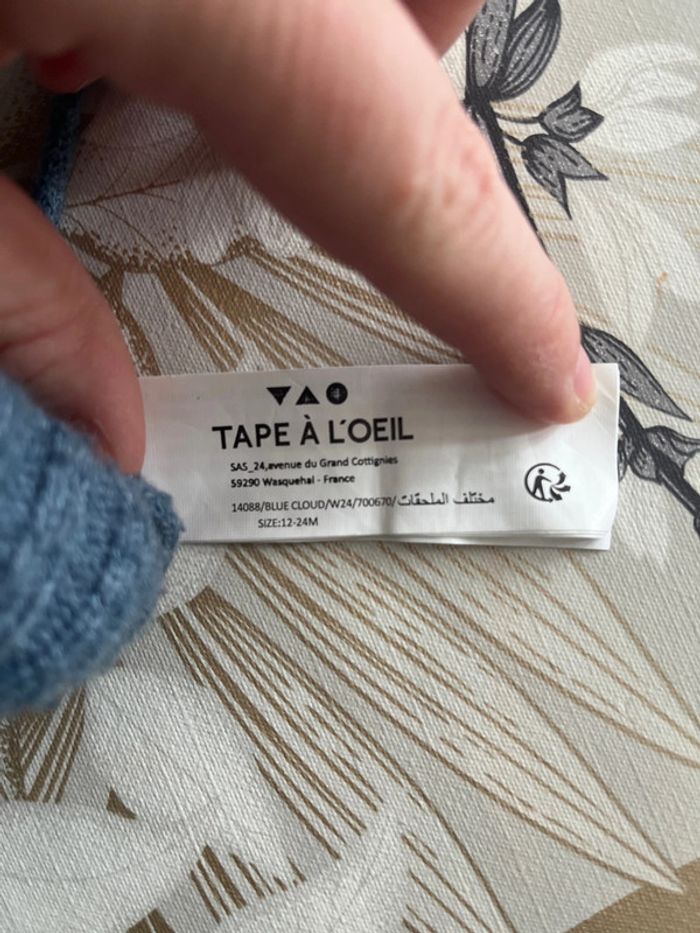 TAPE À L'OEIL
SAS_24,avenue du Grand Cottignies
59290 Wasquehal - France
14088/BLUE CLOUD/W24/700670/مختلف الملحقات
SIZE:12-24M